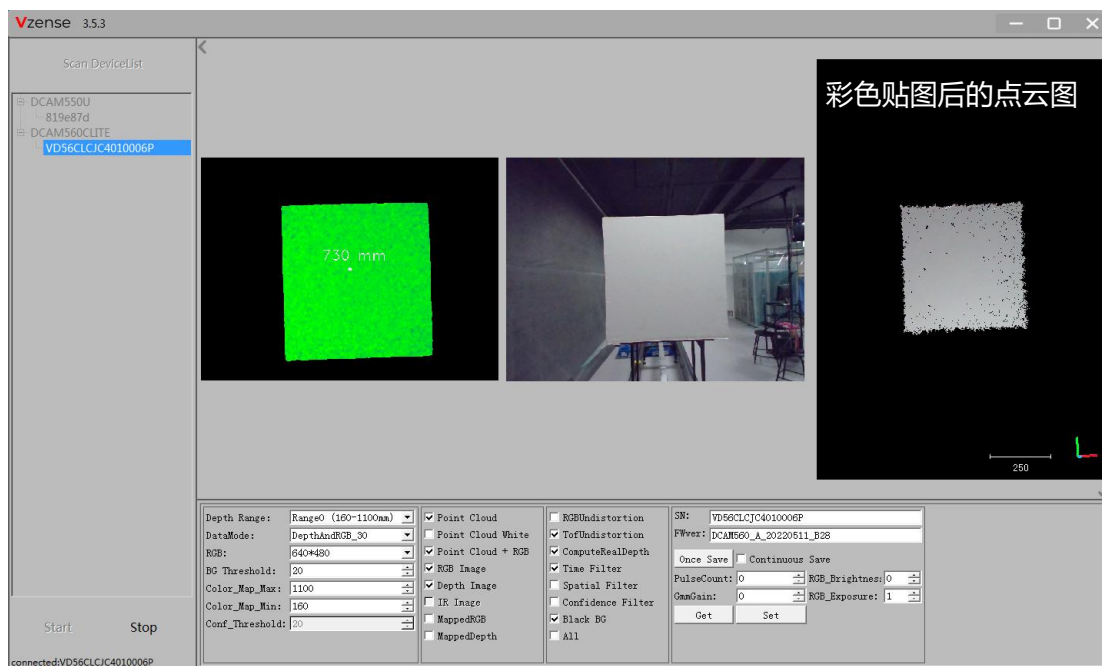 Vzense 3.5.3
Scan DeviceList
DCAM550U
819e87d
DCAM560CLITE
VD56CLCJC4010006P
730 mm
彩色贴图后的点云图
250
Depth Range: Range0 (160-1100mm)
DataMode: DepthAndRGB_30
RGB: 640*480
BG Threshold: 20
Color_Map_Max: 1100
Color_Map_Min: 160
Conf_Threshold: 20
Point Cloud
Point Cloud White
Point Cloud + RGB
RGB Image
Depth Image
IR Image
MappedRGB
MappedDepth
RGBUndistortion
TofUndistortion
ComputeRealDepth
Time Filter
Spatial Filter
Confidence Filter
Black BG
All
SN: VD56CLCJC4010006P
FWver: DCAM560_A_20220511_B28
Once Save Continuous Save
PulseCount: 0 RGB_Brightnes: 0
GmmGain: 0 RGB_Exposure: 1
Get Set
Start Stop
connected:VD56CLCJC4010006P